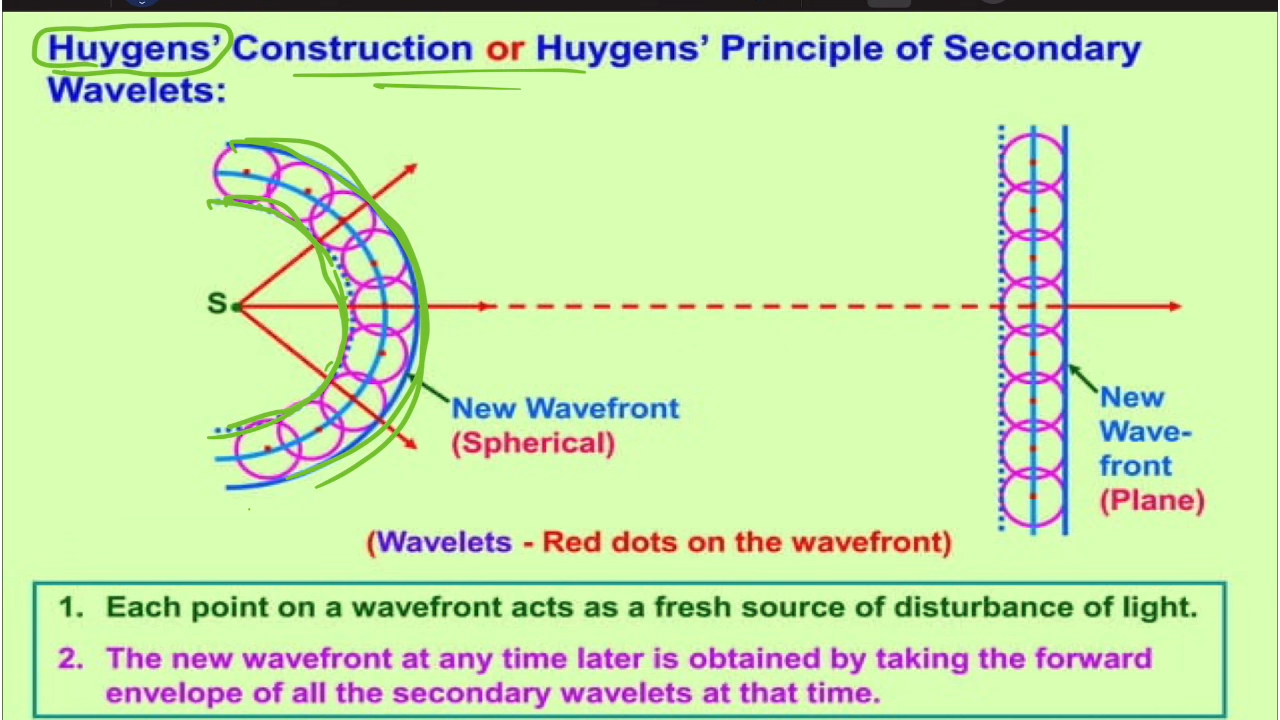 Huygens’ Construction or Huygens’ Principle of Secondary
Wavelets:
S
New Wavefront
(Spherical)
New
Wave-
front
(Plane)
(Wavelets - Red dots on the wavefront)
1. Each point on a wavefront acts as a fresh source of disturbance of light.
2. The new wavefront at any time later is obtained by taking the forward
envelope of all the secondary wavelets at that time.